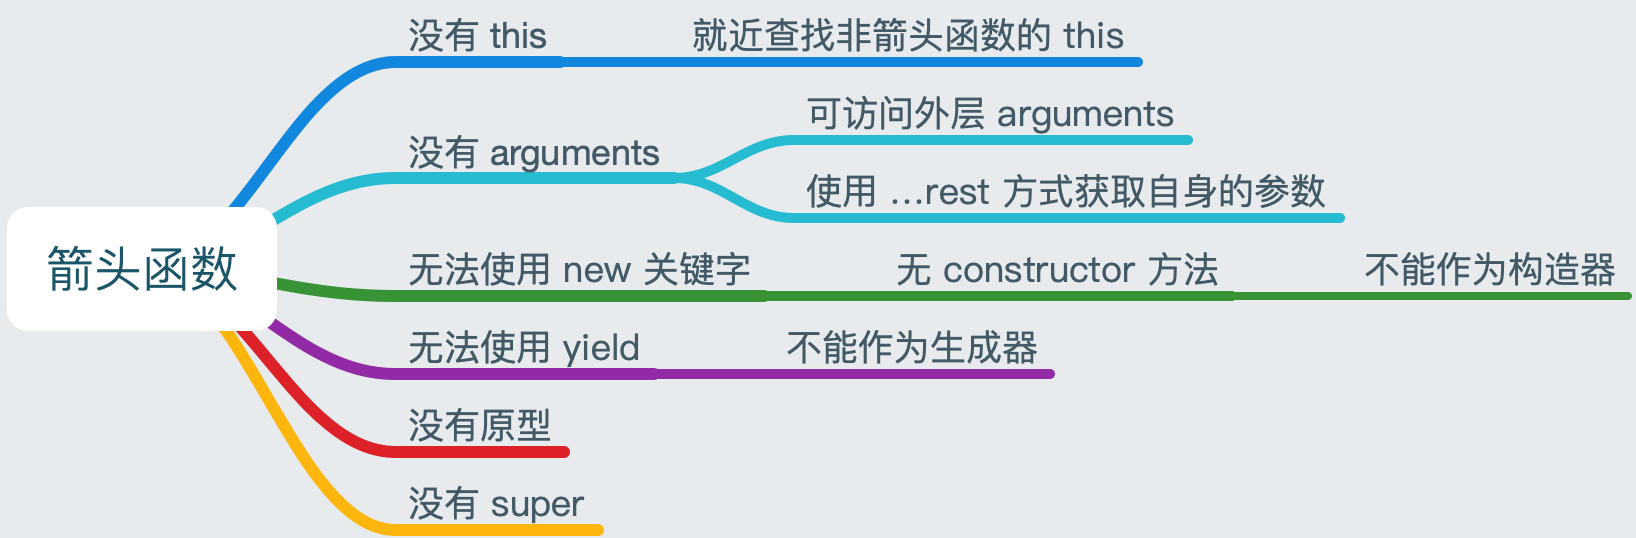 没有 this
就近查找非箭头函数的 this
没有 arguments
可访问外层 arguments
使用 ...rest 方式获取自身的参数
箭头函数
无法使用 new 关键字
无 constructor 方法
不能作为构造器
无法使用 yield
不能作为生成器
没有原型
没有 super